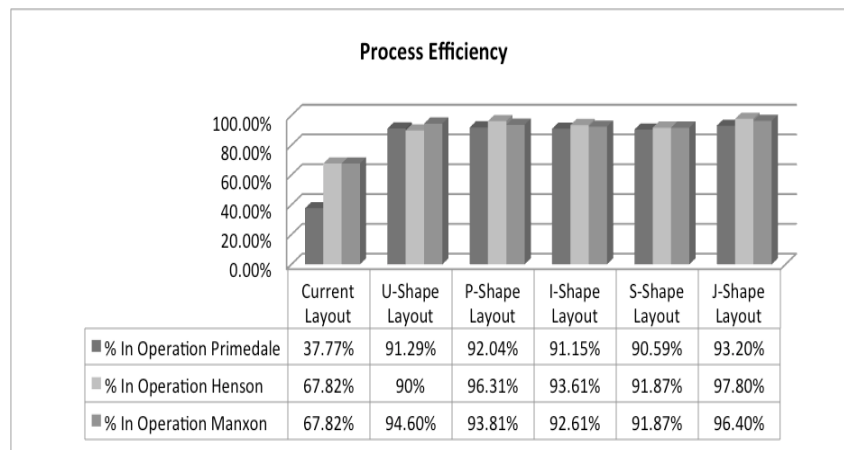 Process Efficiency
100.00%
80.00%
60.00%
40.00%
20.00%
0.00%
Current Layout U-Shape Layout P-Shape Layout I-Shape Layout S-Shape Layout J-Shape Layout
% In Operation Primedale 37.77% 91.29% 92.04% 91.15% 90.59% 93.20%
% In Operation Henson 67.82% 90% 96.31% 93.61% 91.87% 97.80%
% In Operation Manxon 67.82% 94.60% 93.81% 92.61% 91.87% 96.40%